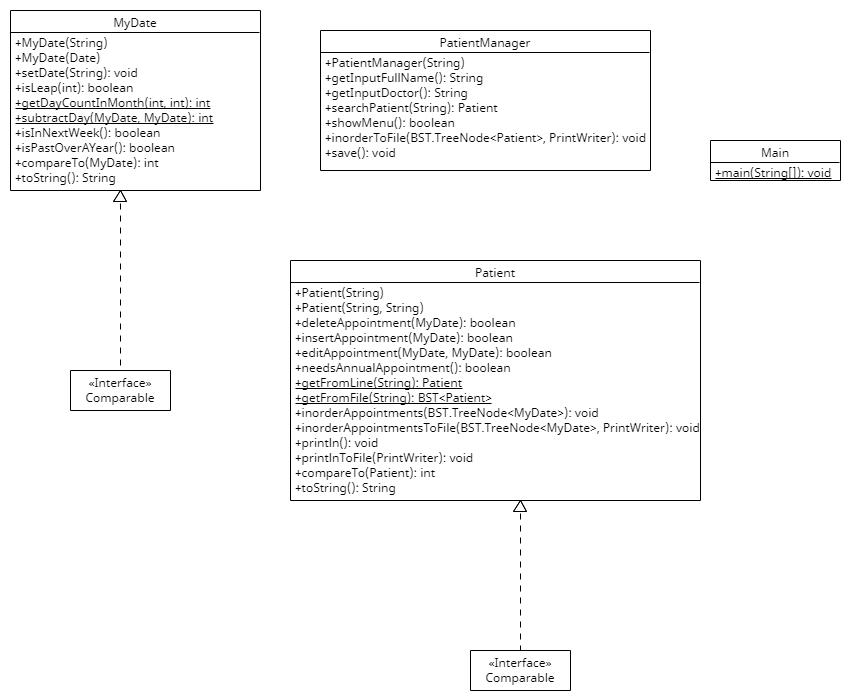 MyDate
+MyDate(String)
+MyDate(Date)
+setDate(String): void
+isLeap(int): boolean
+getDayCountInMonth(int, int): int
+subtractDay(MyDate, MyDate): int
+isInNextWeek(): boolean
+isPastOverAYear(): boolean
+compareTo(MyDate): int
+toString(): String
PatientManager
+PatientManager(String)
+getInputFullName(): String
+getInputDoctor(): String
+searchPatient(String): Patient
+showMenu(): boolean
+inorderToFile(BST.TreeNode<Patient>, PrintWriter): void
+save(): void
Main
+main(String[]): void
Patient
+Patient(String)
+Patient(String, String)
+deleteAppointment(MyDate): boolean
+insertAppointment(MyDate): boolean
+editAppointment(MyDate, MyDate): boolean
+needsAnnualAppointment(): boolean
+getFromLine(String): Patient
+getFromFile(String): BST<Patient>
+inorderAppointments(BST.TreeNode<MyDate>): void
+inorderAppointmentsToFile(BST.TreeNode<MyDate>, PrintWriter): void
+println(): void
+printlnToFile(PrintWriter): void
+compareTo(Patient): int
+toString(): String
«Interface»
Comparable
«Interface»
Comparable